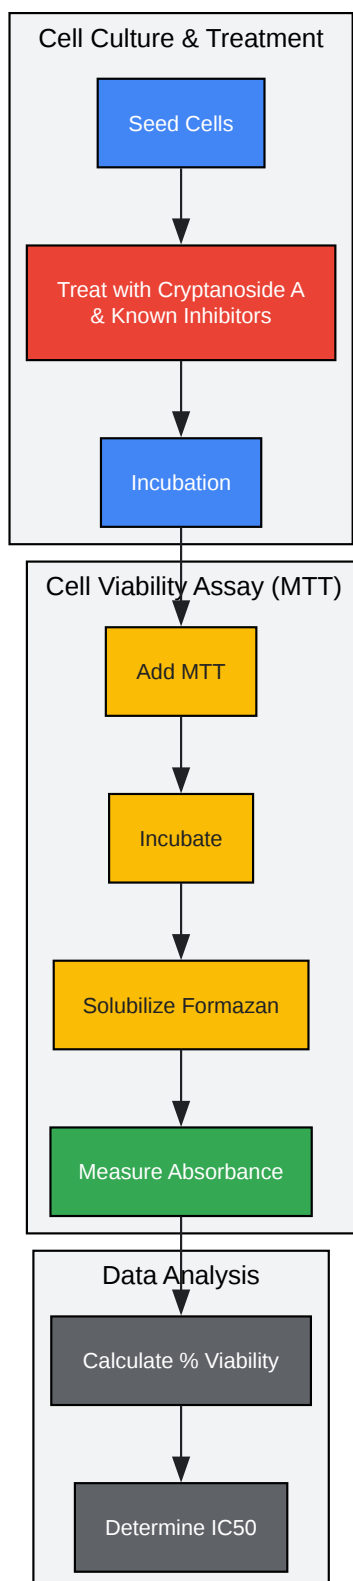 Cell Culture & Treatment
Seed Cells
Treat with Cryptanoside A
& Known Inhibitors
Incubation
Cell Viability Assay (MTT)
Add MTT
Incubate
Solubilize Formazan
Measure Absorbance
Data Analysis
Calculate % Viability
Determine IC50